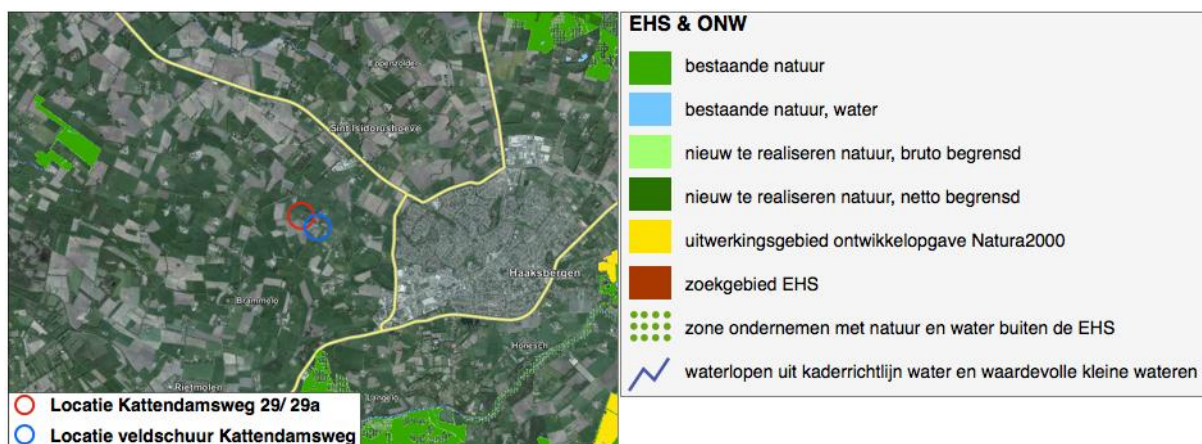 Eppenzolder
Sint Isidorushoeve
Haaksbergen
Brammelo
Honesch
Rietmolen
Langelo
Locatie Kattendamsweg 29/ 29a
Locatie veldschuur Kattendamsweg
EHS & ONW
bestaande natuur
bestaande natuur, water
nieuw te realiseren natuur, bruto begrensd
nieuw te realiseren natuur, netto begrensd
uitwerkingsgebied ontwikkelopgave Natura2000
zoekgebied EHS
zone ondernemen met natuur en water buiten de EHS
waterlopen uit kaderrichtlijn water en waardevolle kleine wateren